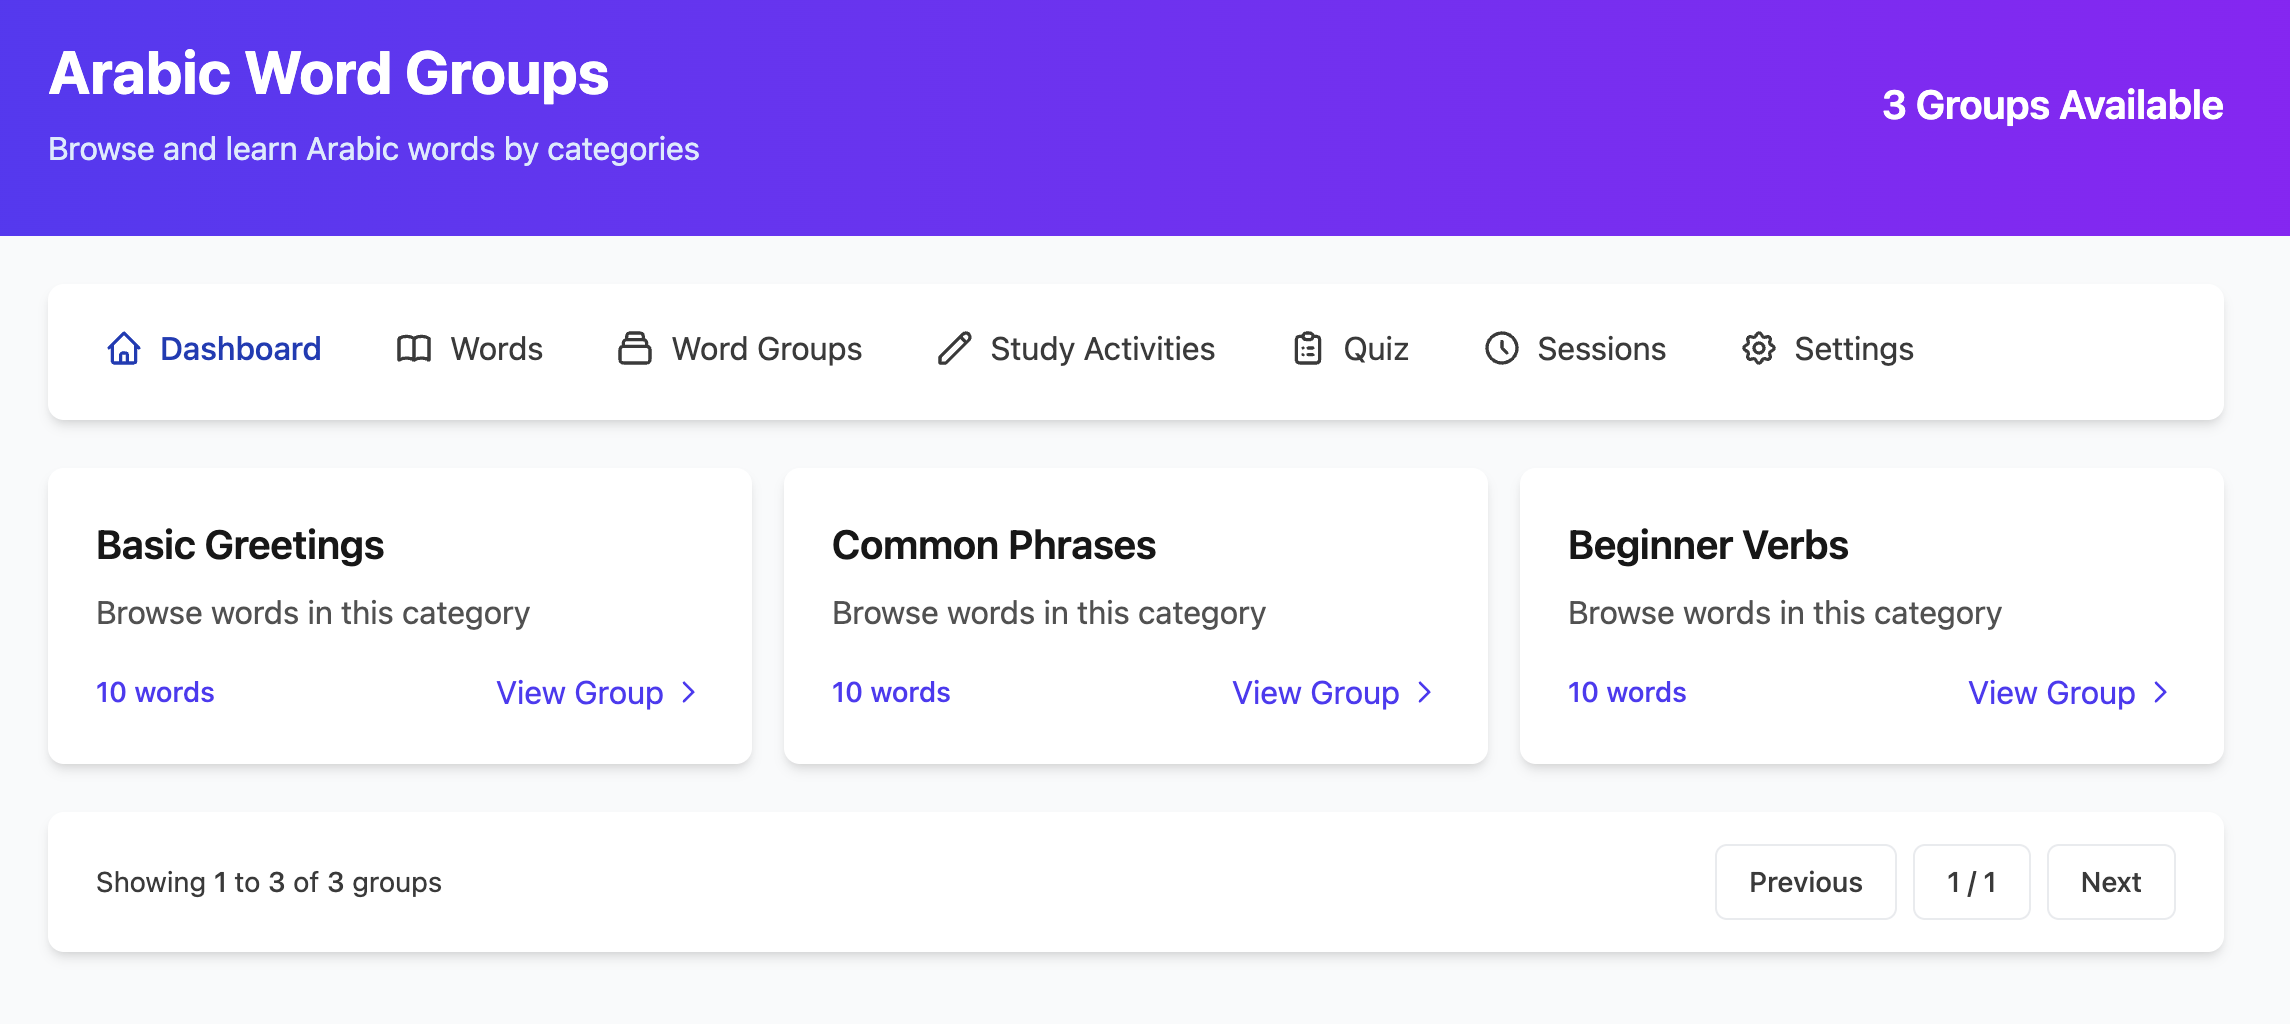 Arabic Word Groups
Browse and learn Arabic words by categories
3 Groups Available
Dashboard
Words
Word Groups
Study Activities
Quiz
Sessions
Settings
Basic Greetings
Browse words in this category
10 words
View Group
Common Phrases
Browse words in this category
10 words
View Group
Beginner Verbs
Browse words in this category
10 words
View Group
Showing 1 to 3 of 3 groups
Previous
1 / 1
Next